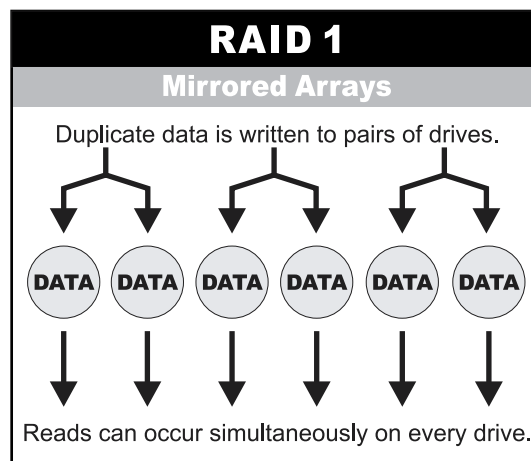 RAID 1
Mirrored Arrays
Duplicate data is written to pairs of drives.
DATA DATA DATA DATA DATA DATA
Reads can occur simultaneously on every drive.